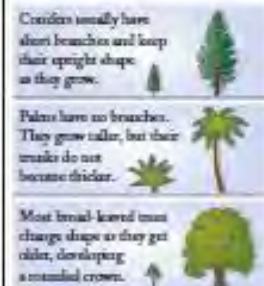 Conifers usually have
short branches and keep
their upright shape
as they grow.
Palms have no branches.
They grow taller, but their
trunks do not
become thicker.
Most broad-leaved trees
change shape as they get
older, developing
a rounded crown.